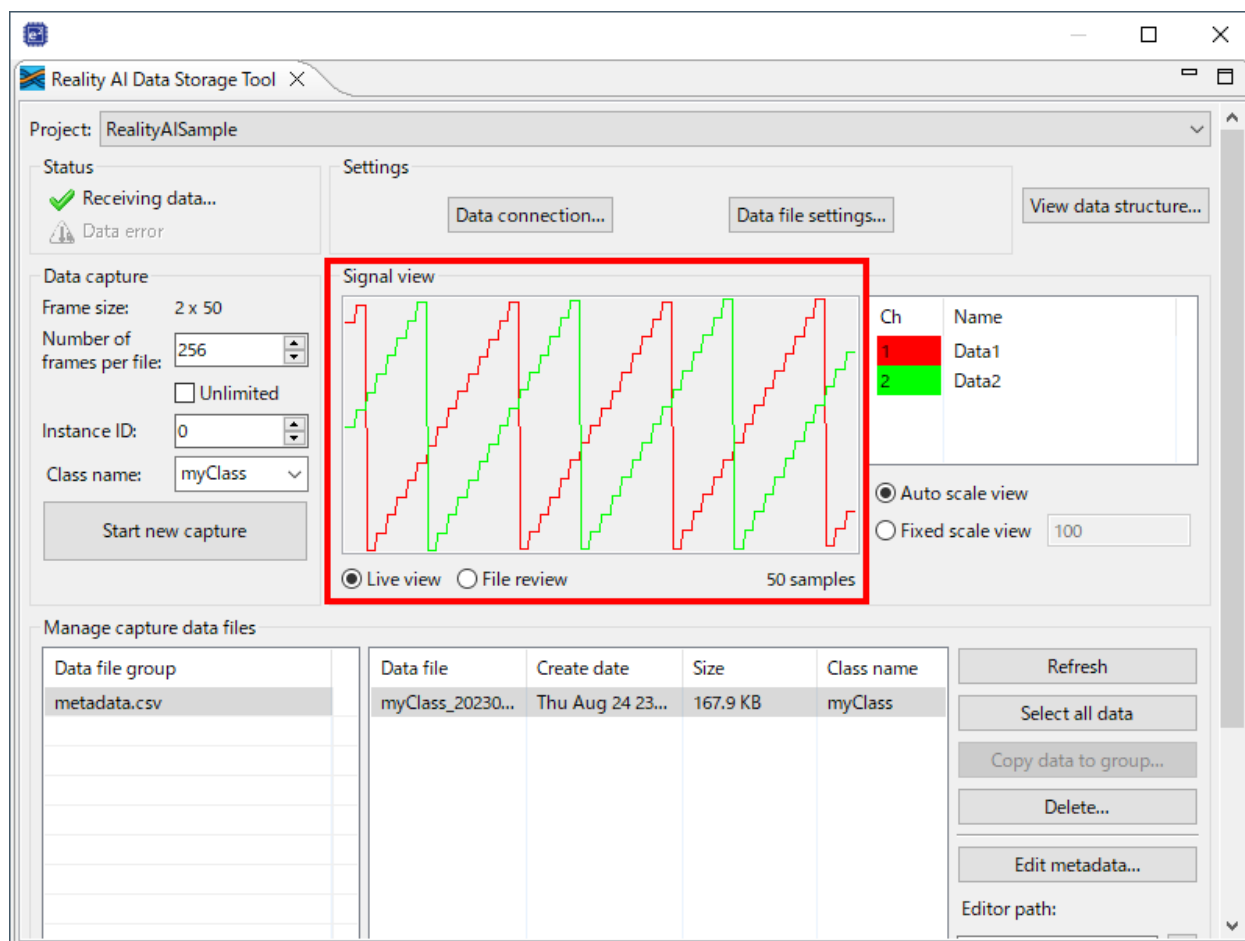 Reality AI Data Storage Tool
Project: RealityAISample
Status
Receiving data...
Data error
Settings
Data connection...
Data file settings...
View data structure...
Data capture
Frame size: 2 x 50
Number of
frames per file: 256
Unlimited
Instance ID: 0
Class name: myClass
Start new capture
Signal view
Live view File review 50 samples
Ch Name
1 Data1
2 Data2
Auto scale view
Fixed scale view 100
Manage capture data files
Data file group
metadata.csv
Data file Create date Size Class name
myClass_20230... Thu Aug 24 23... 167.9 KB myClass
Refresh
Select all data
Copy data to group...
Delete...
Edit metadata...
Editor path: